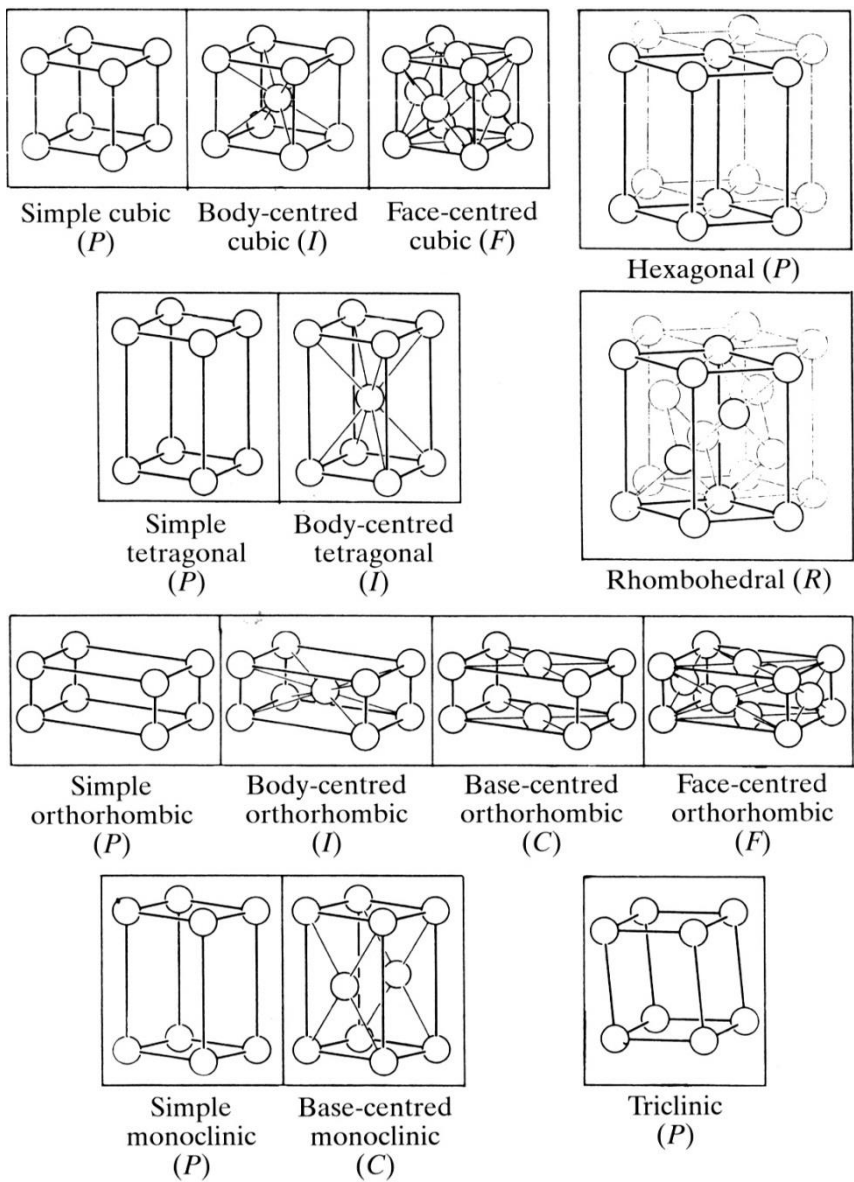 Simple cubic
(P)
Body-centred
cubic (I)
Face-centred
cubic (F)
Hexagonal (P)
Simple
tetragonal
(P)
Body-centred
tetragonal
(I)
Rhombohedral (R)
Simple
orthorhombic
(P)
Body-centred
orthorhombic
(I)
Base-centred
orthorhombic
(C)
Face-centred
orthorhombic
(F)
Simple
monoclinic
(P)
Base-centred
monoclinic
(C)
Triclinic
(P)